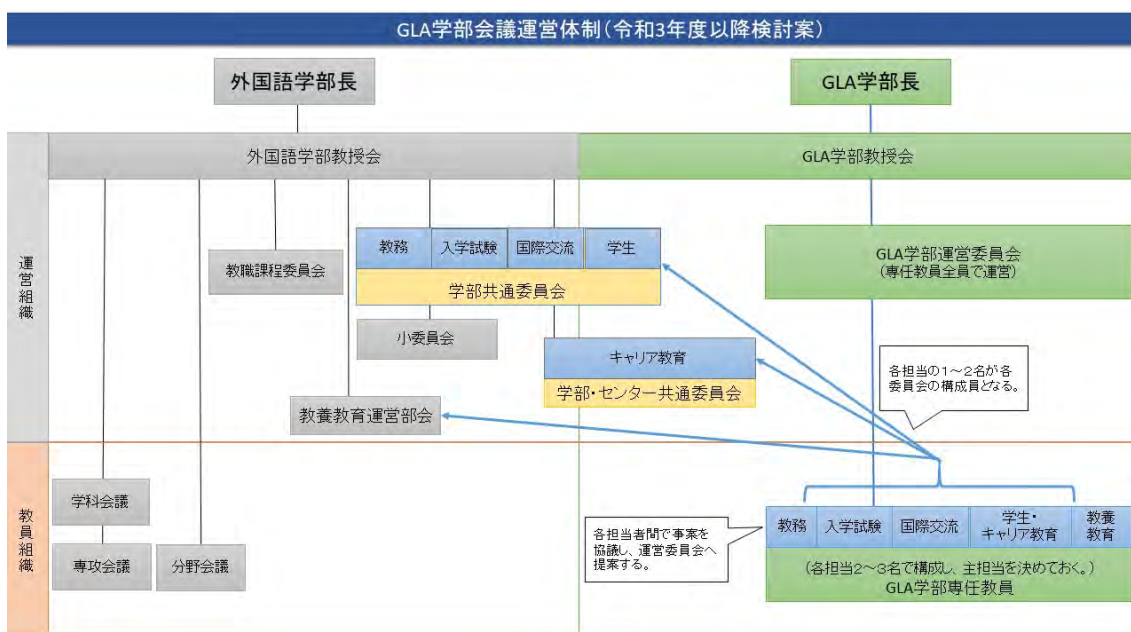 GLA学部会議運営体制（令和3年度以降検討案）
外国語学部長
GLA学部長
運営組織
外国語学部教授会
GLA学部教授会
教務
入学試験
国際交流
学生
学部共通委員会
教職課程委員会
GLA学部運営委員会
（専任教員全員で運営）
小委員会
キャリア教育
学部・センター共通委員会
各担当の１～２名が各
委員会の構成員となる。
教養教育運営部会
教員組織
学科会議
専攻会議
分野会議
各担当者間で事案を
協議し、運営委員会へ
提案する。
教務
入学試験
国際交流
学生・
キャリア教育
教養
教育
（各担当２～３名で構成し、主担当を決めておく。）
GLA学部専任教員